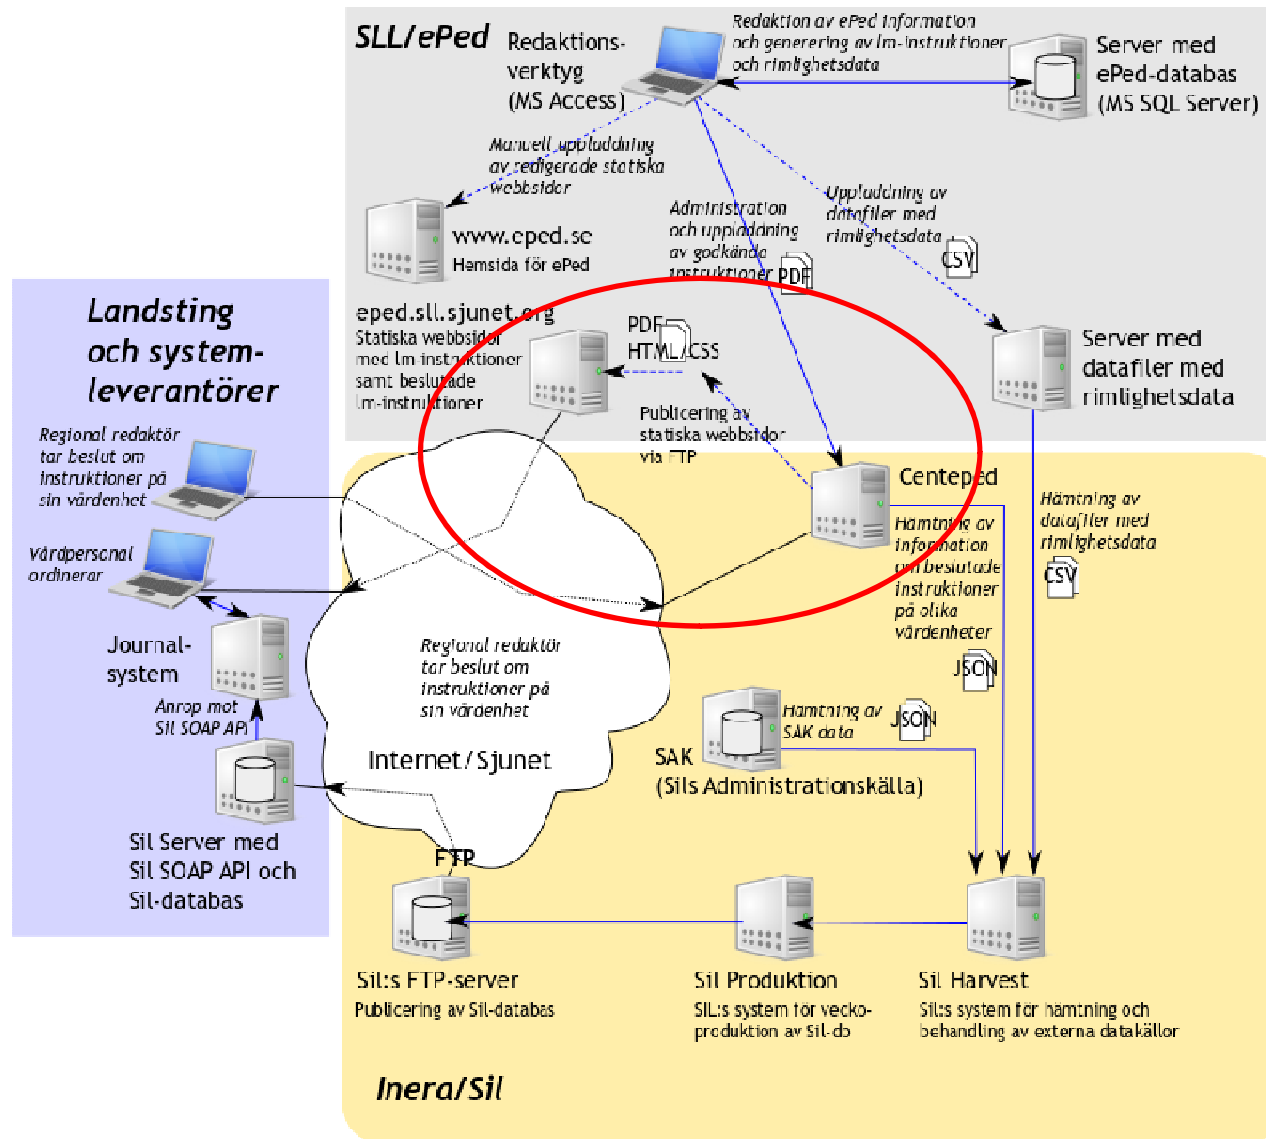 SLL/ePed
Redaktions-
verktyg
(MS Access)
Redaktion av ePed information
och generering av lm-instruktioner
och rimlighetsdata
Server med
ePed-databas
(MS SQL Server)
Manuell uppladdning
av redigerade statiska
webbsidor
www.eped.se
Hemsida för ePed
Administration
och uppladdning
av godkända
instruktioner
PDF
Uppladdning av
datafiler med
rimlighetsdata
CSV
eped.sll.sjunet.org
Statiska webbsidor
med lm-instruktioner
samt beslutade
lm-instruktioner
PDF
HTML/CSS
Publicering av
statiska webbsidor
via FTP
Server med
datafiler med
rimlighetsdata
Landsting
och system-
leverantörer
Regional redaktör
tar beslut om
instruktioner på
sin vårdenhet
Vårdpersonal
ordinerar
Journal-
system
Anrop mot
Sil SOAP API
Sil Server med
Sil SOAP API och
Sil-databas
Centeped
Hämtning av
information
om beslutade
instruktioner
på olika
vårdenheter
JSON
Hämtning av
datafiler med
rimlighetsdata
CSV
Regional redaktör
tar beslut om
instruktioner på
sin vårdenhet
Internet/Sjunet
Hämtning av
SAK data
JSON
SAK
(Sils Administrationskälla)
FTP
Sil:s FTP-server
Publicering av Sil-databas
Sil Produktion
SIL:s system för vecko-
produktion av Sil-db
Sil Harvest
Sil:s system för hämtning och
behandling av externa datakällor
Inera/Sil